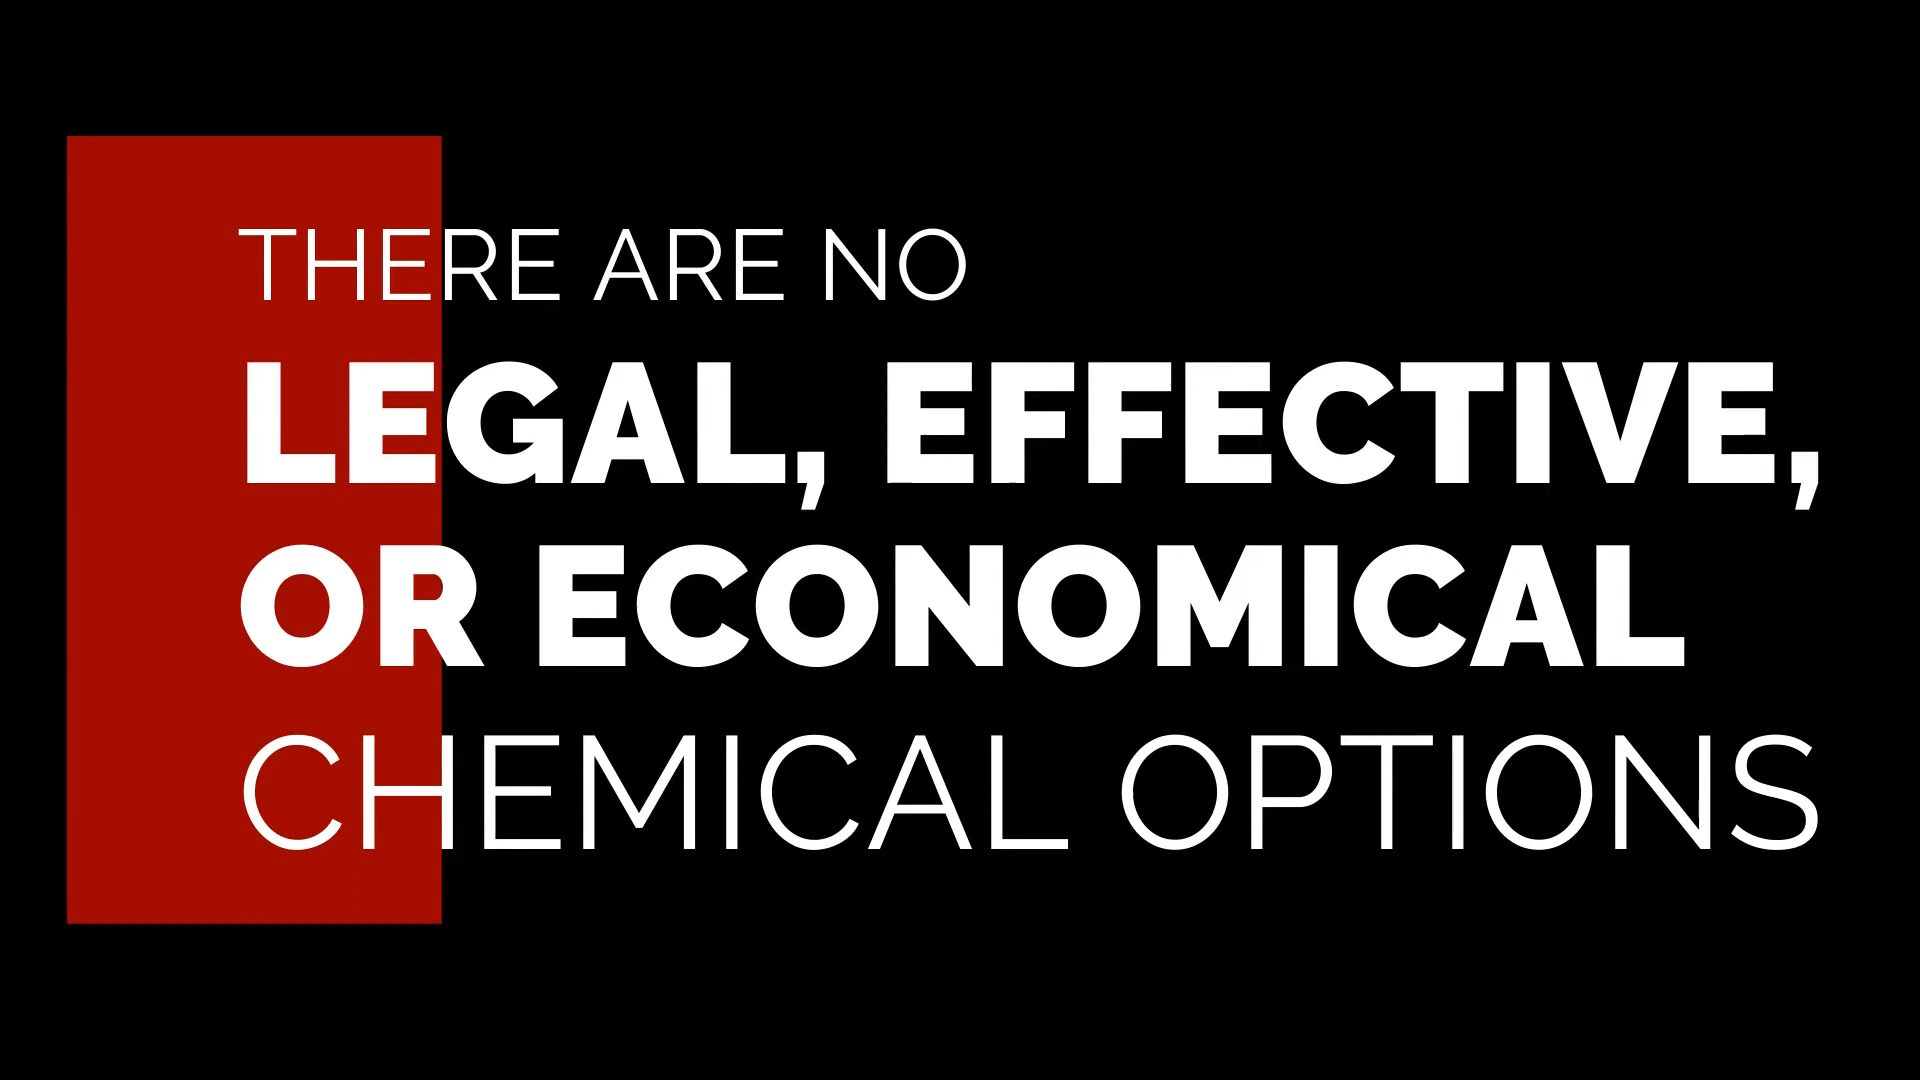 THERE ARE NO
LEGAL, EFFECTIVE,
OR ECONOMICAL
CHEMICAL OPTIONS